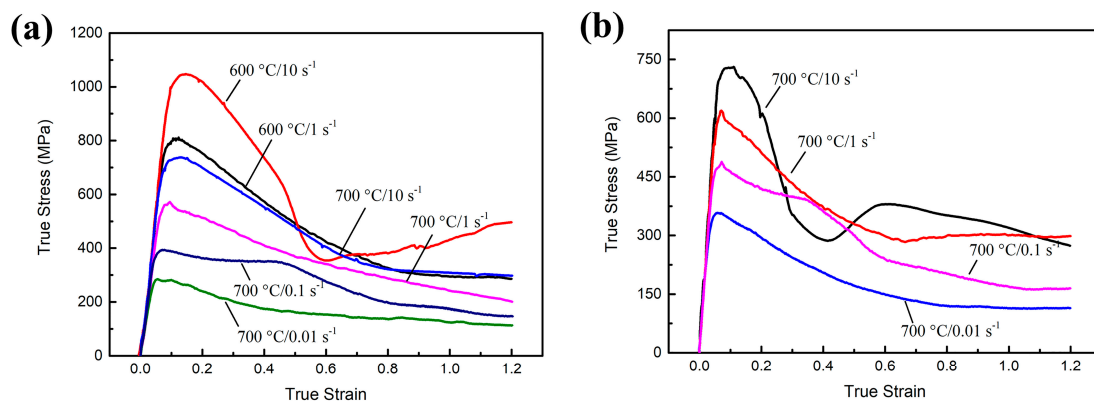 (a)
1200
1000
800
600
400
200
0
True Stress (MPa)
600 °C/10 s-1
600 °C/1 s-1
700 °C/10 s-1
700 °C/1 s-1
700 °C/0.1 s-1
700 °C/0.01 s-1
0.0 0.2 0.4 0.6 0.8 1.0 1.2
True Strain
(b)
750
600
450
300
150
0
True Stress (MPa)
700 °C/10 s-1
700 °C/1 s-1
700 °C/0.1 s-1
700 °C/0.01 s-1
0.0 0.2 0.4 0.6 0.8 1.0 1.2
True Strain